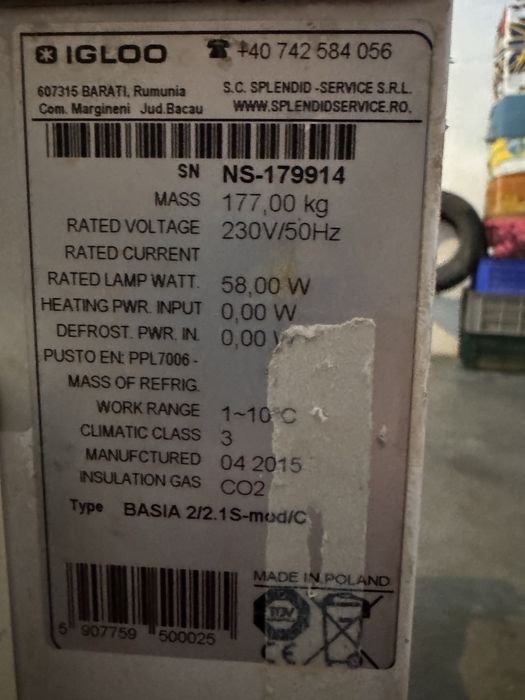 IGLOO ☎ +40 742 584 056
607315 BARAȚI, Rumunia S.C. SPLENDID -SERVICE S.R.L.
Com. Margineni Jud.Bacau WWW.SPLENDIDSERVICE.RO.
SN NS-179914
MASS 177,00 kg
RATED VOLTAGE 230V/50Hz
RATED CURRENT
RATED LAMP WATT. 58,00 W
HEATING PWR. INPUT 0,00 W
DEFROST. PWR. IN. 0,00
PUSTO EN: PPL7006 -
MASS OF REFRIG.
WORK RANGE 1~10°C
CLIMATIC CLASS 3
MANUFCTURED 04 2015
INSULATION GAS CO2
Type BASIA 2/2.1S-mod/C
MADE IN POLAND
5 907759 500025
TÜV
CE